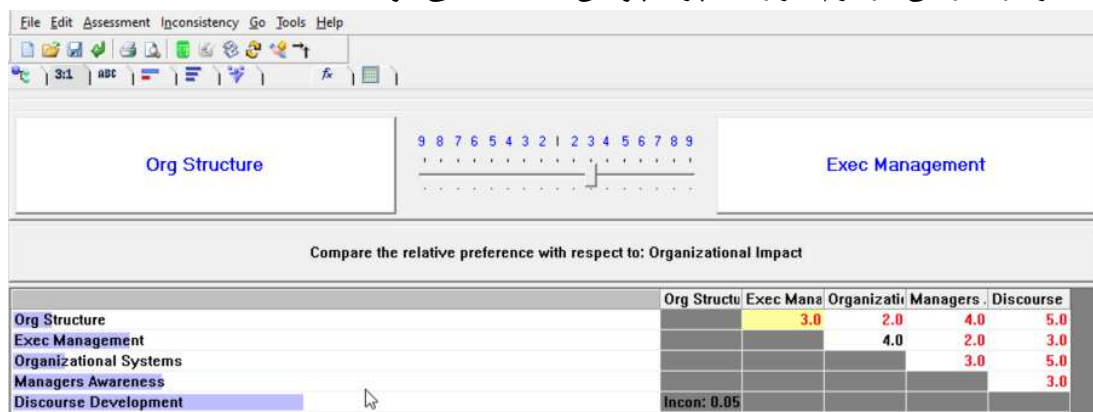 File Edit Assessment Inconsistency Go Tools Help
3:1 ABC fx
9 8 7 6 5 4 3 2 1 2 3 4 5 6 7 8 9
Org Structure Exec Management
Compare the relative preference with respect to: Organizational Impact
Org Structu Exec Mana Organizatic Managers . Discourse
Org Structure 3.0 2.0 4.0 5.0
Exec Management 4.0 2.0 3.0
Organizational Systems 3.0 5.0
Managers Awareness 3.0
Discourse Development Incon: 0.05